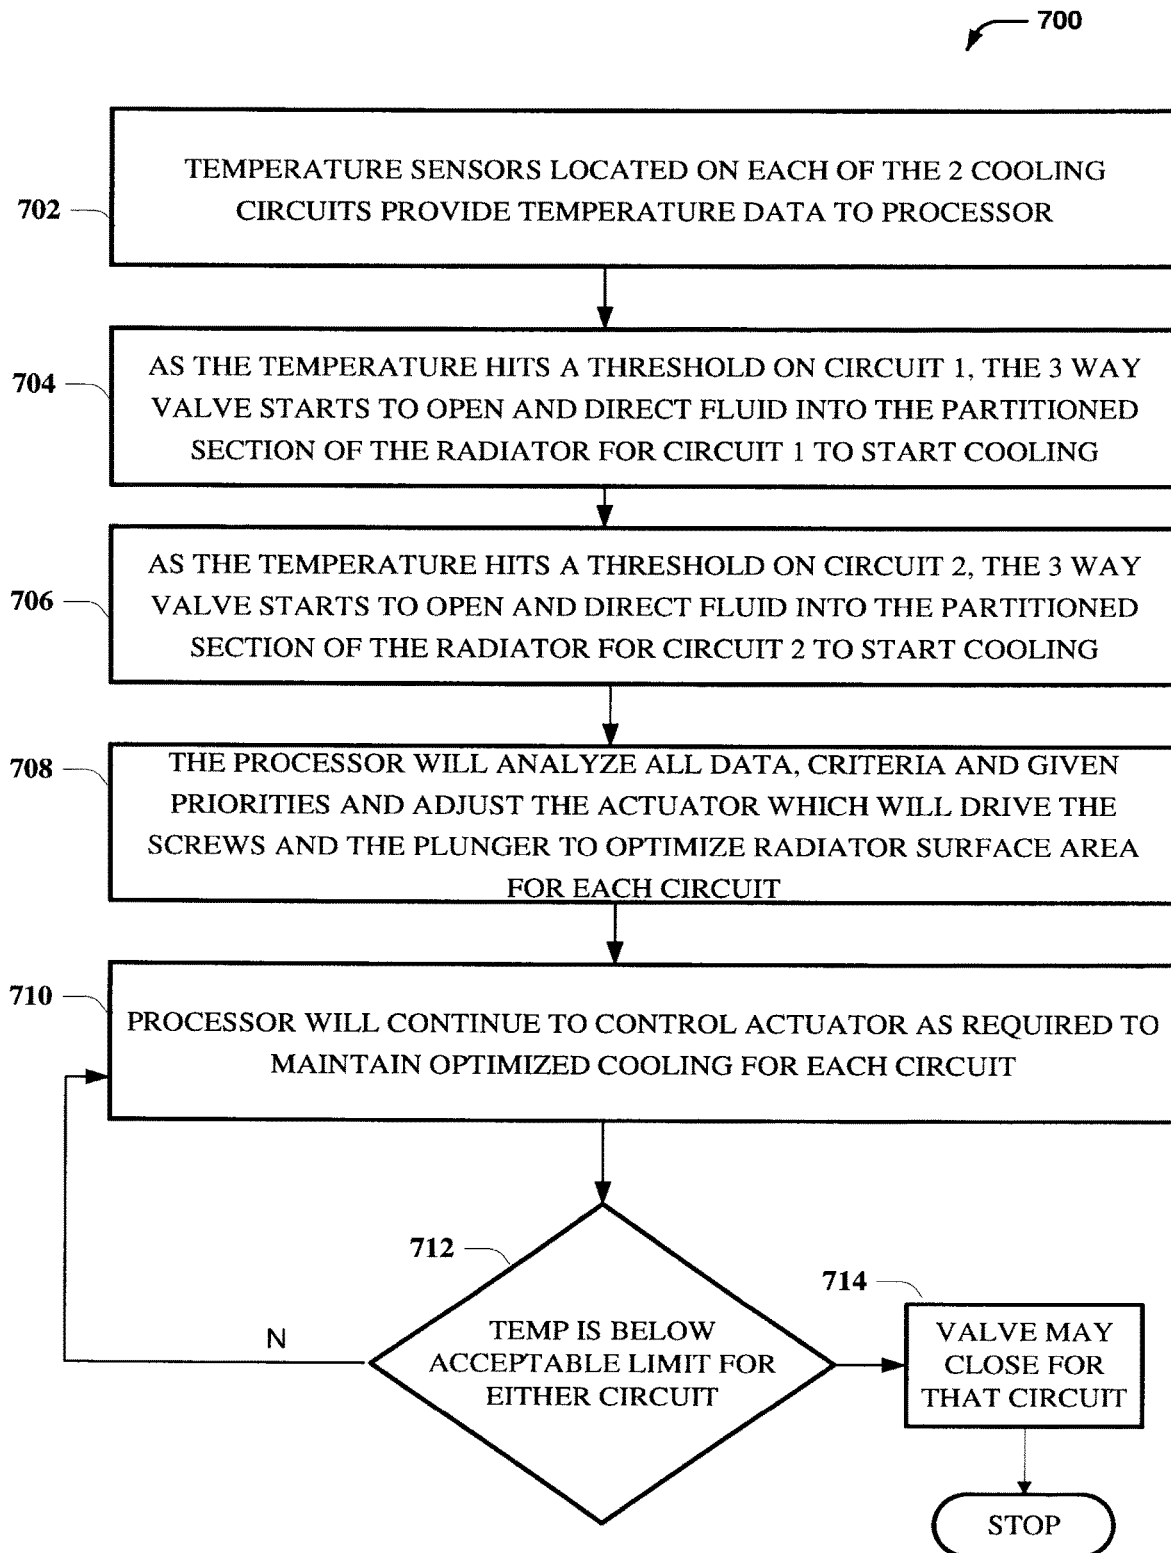 700
702
TEMPERATURE SENSORS LOCATED ON EACH OF THE 2 COOLING
CIRCUITS PROVIDE TEMPERATURE DATA TO PROCESSOR
704
AS THE TEMPERATURE HITS A THRESHOLD ON CIRCUIT 1, THE 3 WAY
VALVE STARTS TO OPEN AND DIRECT FLUID INTO THE PARTITIONED
SECTION OF THE RADIATOR FOR CIRCUIT 1 TO START COOLING
706
AS THE TEMPERATURE HITS A THRESHOLD ON CIRCUIT 2, THE 3 WAY
VALVE STARTS TO OPEN AND DIRECT FLUID INTO THE PARTITIONED
SECTION OF THE RADIATOR FOR CIRCUIT 2 TO START COOLING
708
THE PROCESSOR WILL ANALYZE ALL DATA, CRITERIA AND GIVEN
PRIORITIES AND ADJUST THE ACTUATOR WHICH WILL DRIVE THE
SCREWS AND THE PLUNGER TO OPTIMIZE RADIATOR SURFACE AREA
FOR EACH CIRCUIT
710
PROCESSOR WILL CONTINUE TO CONTROL ACTUATOR AS REQUIRED TO
MAINTAIN OPTIMIZED COOLING FOR EACH CIRCUIT
712
TEMP IS BELOW
ACCEPTABLE LIMIT FOR
EITHER CIRCUIT
N
714
VALVE MAY
CLOSE FOR
THAT CIRCUIT
STOP